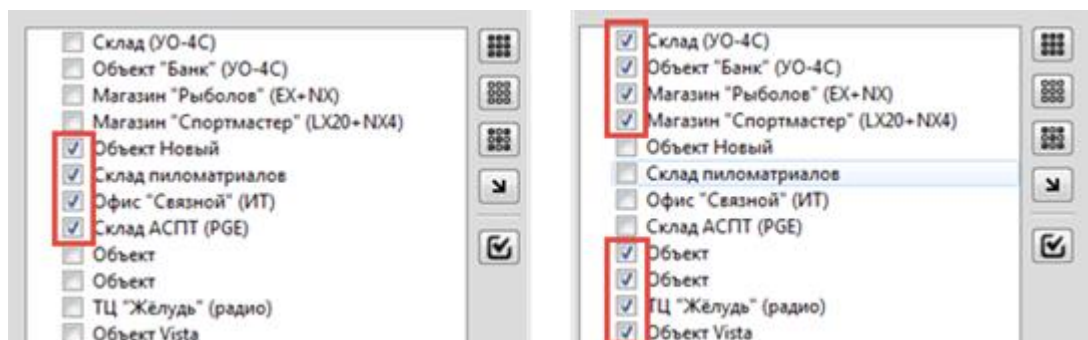 Склад (УО-4С)
Объект "Банк" (УО-4С)
Магазин "Рыболов" (EX+NX)
Магазин "Спортмастер" (LX20+NX4)
Объект Новый
Склад пиломатриалов
Офис "Связной" (ИТ)
Склад АСПТ (PGE)
Объект
Объект
ТЦ "Жёлудь" (радио)
Объект Vista
Склад (УО-4С)
Объект "Банк" (УО-4С)
Магазин "Рыболов" (EX+NX)
Магазин "Спортмастер" (LX20+NX4)
Объект Новый
Склад пиломатриалов
Офис "Связной" (ИТ)
Склад АСПТ (PGE)
Объект
Объект
ТЦ "Жёлудь" (радио)
Объект Vista